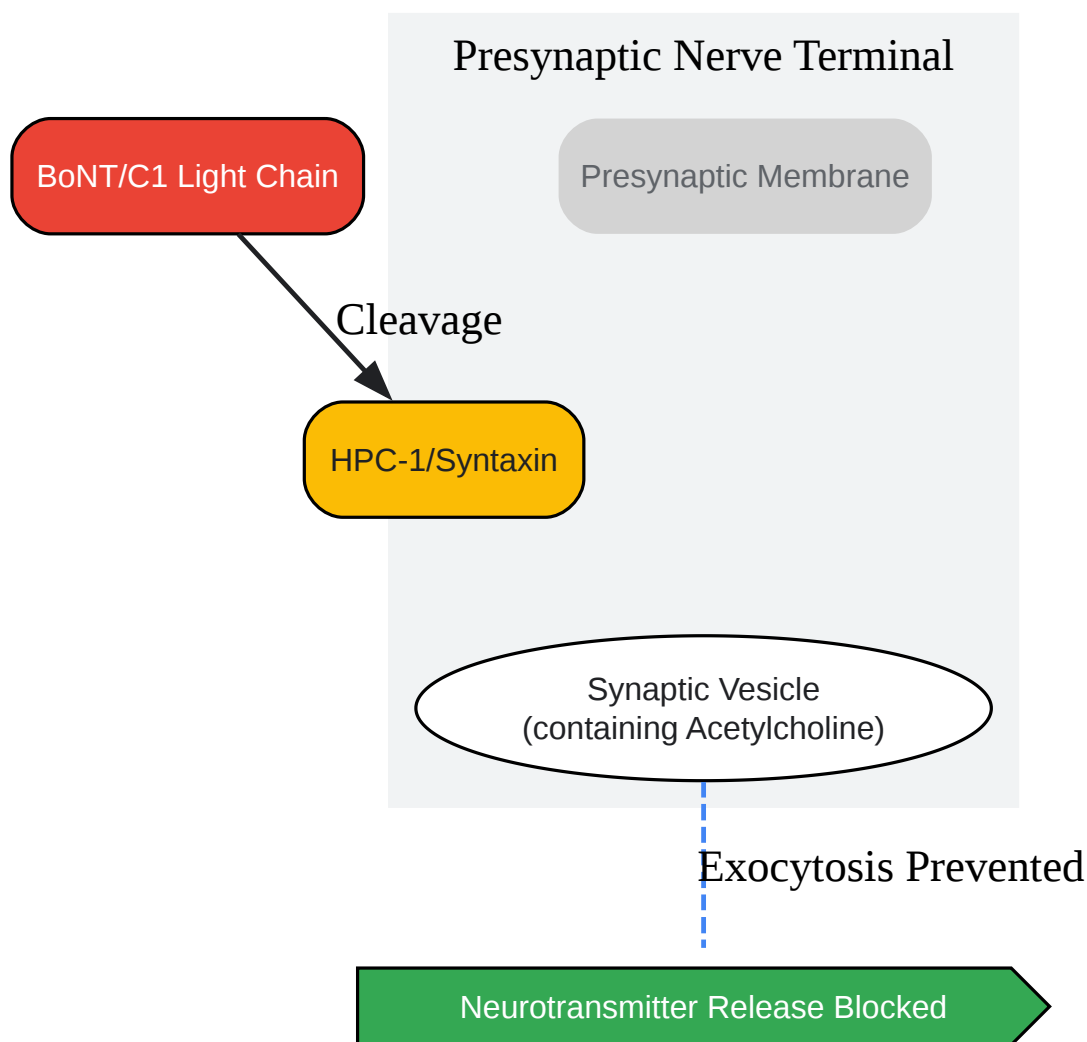 Presynaptic Nerve Terminal
BoNT/C1 Light Chain
Presynaptic Membrane
Cleavage
HPC-1/Syntaxin
Synaptic Vesicle
(containing Acetylcholine)
Exocytosis Prevented
Neurotransmitter Release Blocked